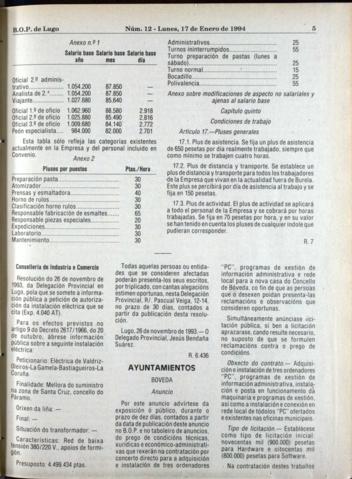 B.O.P. de Lugo
Núm. 12 - Lunes, 17 de Enero de 1994
5
Anexo n.º 1
Salario base año
Salario base mes
Salario base día
Oficial 2.ª administrativo 1.054.200 87.850 —
Analista de 2.ª 1.054.200 87.850 —
Viajante 1.027.680 85.640 —
Oficial 1.ª de oficio 1.062.960 88.580 2.918
Oficial 2.ª de oficio 1.025.880 85.490 2.816
Oficial 3.ª de oficio 1.009.680 84.140 2.772
Peón especialista 984.000 82.000 2.701
Esta tabla sólo refleja las categorías existentes
actualmente en la Empresa y del personal incluido en
Convenio.
Anexo 2
Pluses por puestos Ptas./Hora
Preparación pasta 30
Atomizador 30
Prensas y esmaltadora 40
Horno de rulos 30
Clasificación horno rulos 30
Responsable fabricación de esmaltes 65
Responsable piezas especiales 20
Expediciones 30
Laboratorio 30
Mantenimiento 30
Administrativos 25
Turnos ininterrumpidos 55
Turno preparación de pastas (lunes a
sábado) 25
Turno normal 15
Bocadillo 25
Polivalencia 55
Anexo sobre modificaciones de aspecto no salariales y
ajenas al salario base
Capítulo quinto
Condiciones de trabajo
Artículo 17.—Pluses generales
17.1. Plus de asistencia. Se fija un plus de asistencia
de 650 pesetas por día realmente trabajado, siempre que
como mínimo se trabajen cuatro horas.
17.2. Plus de distancia y transporte. Se establece un
plus de distancia y transporte para todos los trabajadores
de la Empresa que vivan en la actualidad fuera de Burela.
Este plus se percibirá por día de asistencia al trabajo y se
fija en 150 pesetas.
17.3. Plus de actividad. El plus de actividad se aplicará
a todo el personal de la Empresa y se cobrará por horas
trabajadas. Se fija en 70 pesetas por hora, y en su valor
se han tenido en cuenta los pluses de cualquier índole que
pudieran corresponder.
R. 7
Consellería de Industria e Comercio
Resolución do 26 de novembro de
1993, da Delegación Provincial en
Lugo, pola que se somete a información
pública a petición de autorización
da instalación eléctrica que se
cita (Exp. 4.040 AT).
Para os efectos previstos no
artigo 9 do Decreto 2617/1966, do 20
de outubro, ábrese información
pública sobre a seguinte instalación
eléctrica
Peticionario: Eléctrica de Valdriz-
Oleiros-La Gamela-Bastiagueiros-La
Coruña.
Finalidade: Mellora do suministro
na zona de Santa Cruz, concello do
Páramo.
Orixen da liña: —
Final: —
Situación do transformador: —
Características: Red de baixa
tensión 380/220 V., apoios de formigón.
Presuposto: 4.499.434 ptas.
Todas aquelas persoas ou entidades
que se consideren afectadas
poderán presenta-los seus escritos,
por triplicado, con cantas alegacións
estimen oportunas, nesta Delegación
Provincial, R/. Pascual Veiga, 12-14,
no prazo de 30 días, contados a
partir da publicación desta resolución.
Lugo, 26 de novembro de 1993.— O
Delegado Provincial, Jesús Bendaña
Suárez.
R. 6.436
AYUNTAMIENTOS
BOVEDA
Anuncio
Por este anuncio advírtese da
exposición ó público, durante o
prazo de dez días, contados a partir
da data de publicación deste anuncio
no B.O.P. e no taboleiro de anuncios,
do prego de condicións técnicas,
xurídicas e económico-administrativas
que rexerán na contratación por
concerto directo para a adquisición
e instalación de tres ordenadores
"PC", programas de xestión de
información administrativa e rede
local para a nova casa do Concello
de Bóveda, co fin de que as persoas
que ó deseren poidan presenta-las
reclamacións e observacións que
consideren oportunas.
Simultáneamente anúnciase licitación
pública, si ben a licitación
aprazarase, cando resulte necesario,
no suposto de que se formulen
reclamacións contra o prego de
condicións.
Obxecto do contrato.— Adquisición
e instalación de tres ordenadores
"PC", programas de xestión de
información administrativa, instalación
e posta en funcionamento da
maquinaria e programas de xestión,
así como a instalación e conexión en
rede local de tódolos "PC" ofertados
e existentes nas oficinas municipais.
Tipo de licitación.— Establécese
como tipo de licitación inicial:
novecentas mil (900.000) pesetas
para Hardware e oitocentas mil
(800.000) pesetas para Software.
Na contratación destes traballos